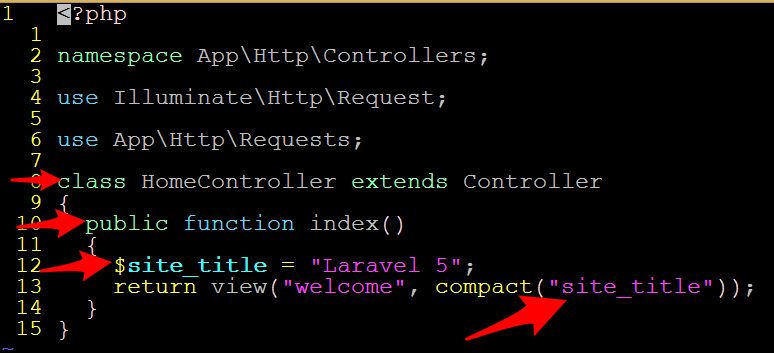 1 <?php
1
2 namespace App\Http\Controllers;
3
4 use Illuminate\Http\Request;
5
6 use App\Http\Requests;
7
8 class HomeController extends Controller
9 {
10 public function index()
11 {
12 $site_title = "Laravel 5";
13 return view("welcome", compact("site_title"));
14 }
15 }
~